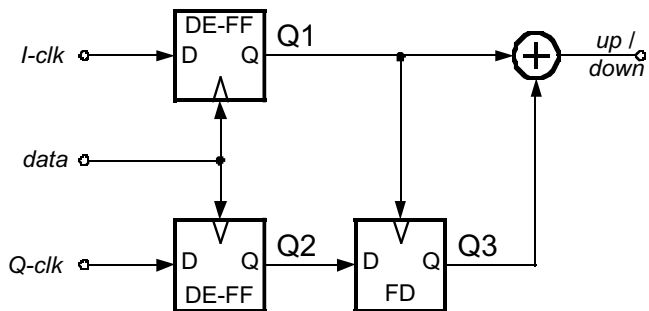 DE-FF
Q1
I-clk
D
Q
up /
down
data
Q2
Q3
Q-clk
D
Q
D
Q
DE-FF
FD